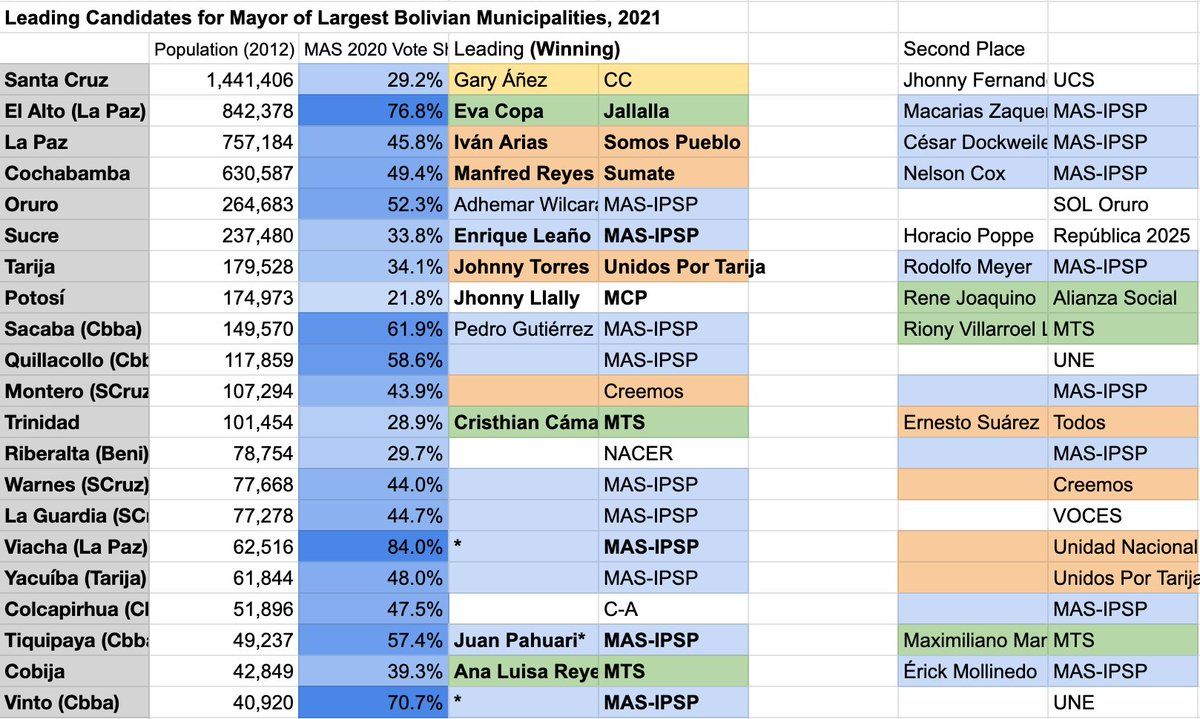 Leading Candidates for Mayor of Largest Bolivian Municipalities, 2021
Population (2012) MAS 2020 Vote Sh Leading (Winning) Second Place
Santa Cruz 1,441,406 29.2% Gary Áñez CC Jhonny Fernand UCS
El Alto (La Paz) 842,378 76.8% Eva Copa Jallalla Macarias Zaque MAS-IPSP
La Paz 757,184 45.8% Iván Arias Somos Pueblo César Dockweile MAS-IPSP
Cochabamba 630,587 49.4% Manfred Reyes Sumate Nelson Cox MAS-IPSP
Oruro 264,683 52.3% Adhemar Wilcara MAS-IPSP SOL Oruro
Sucre 237,480 33.8% Enrique Leaño MAS-IPSP Horacio Poppe República 2025
Tarija 179,528 34.1% Johnny Torres Unidos Por Tarija Rodolfo Meyer MAS-IPSP
Potosí 174,973 21.8% Jhonny Llally MCP Rene Joaquino Alianza Social
Sacaba (Cbba) 149,570 61.9% Pedro Gutiérrez MAS-IPSP Riony Villarroel L MTS
Quillacollo (Cbb 117,859 58.6% MAS-IPSP UNE
Montero (SCruz 107,294 43.9% Creemos MAS-IPSP
Trinidad 101,454 28.9% Cristhian Cáma MTS Ernesto Suárez Todos
Riberalta (Beni) 78,754 29.7% NACER MAS-IPSP
Warnes (SCruz) 77,668 44.0% MAS-IPSP Creemos
La Guardia (SCr 77,278 44.7% MAS-IPSP VOCES
Viacha (La Paz) 62,516 84.0% * MAS-IPSP Unidad Nacional
Yacuíba (Tarija) 61,844 48.0% MAS-IPSP Unidos Por Tarija
Colcapirhua (Cl 51,896 47.5% C-A MAS-IPSP
Tiquipaya (Cbba 49,237 57.4% Juan Pahuari* MAS-IPSP Maximiliano Mar MTS
Cobija 42,849 39.3% Ana Luisa Reye MTS Érick Mollinedo MAS-IPSP
Vinto (Cbba) 40,920 70.7% * MAS-IPSP UNE